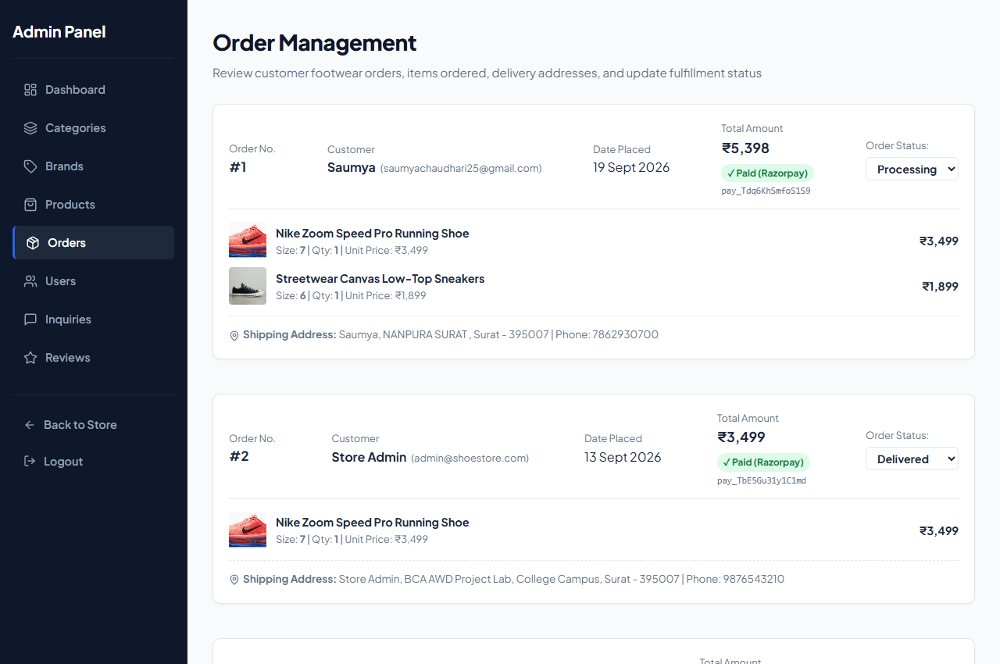 Admin Panel
Dashboard
Categories
Brands
Products
Orders
Users
Inquiries
Reviews
Back to Store
Logout
Order Management
Review customer footwear orders, items ordered, delivery addresses, and update fulfillment status
Order No.
#1
Customer
Saumya (saumyachaudhari25@gmail.com)
Date Placed
19 Sept 2026
Total Amount
₹5,398
✓ Paid (Razorpay)
pay_Tdq6KhSmfoS1S9
Order Status:
Processing
Nike Zoom Speed Pro Running Shoe
Size: 7 | Qty: 1 | Unit Price: ₹3,499
₹3,499
Streetwear Canvas Low-Top Sneakers
Size: 6 | Qty: 1 | Unit Price: ₹1,899
₹1,899
Shipping Address: Saumya, NANPURA SURAT , Surat - 395007 | Phone: 7862930700
Order No.
#2
Customer
Store Admin (admin@shoestore.com)
Date Placed
13 Sept 2026
Total Amount
₹3,499
✓ Paid (Razorpay)
pay_TbE5Gu31y1C1md
Order Status:
Delivered
Nike Zoom Speed Pro Running Shoe
Size: 7 | Qty: 1 | Unit Price: ₹3,499
₹3,499
Shipping Address: Store Admin, BCA AWD Project Lab, College Campus, Surat - 395007 | Phone: 9876543210
Total Amount